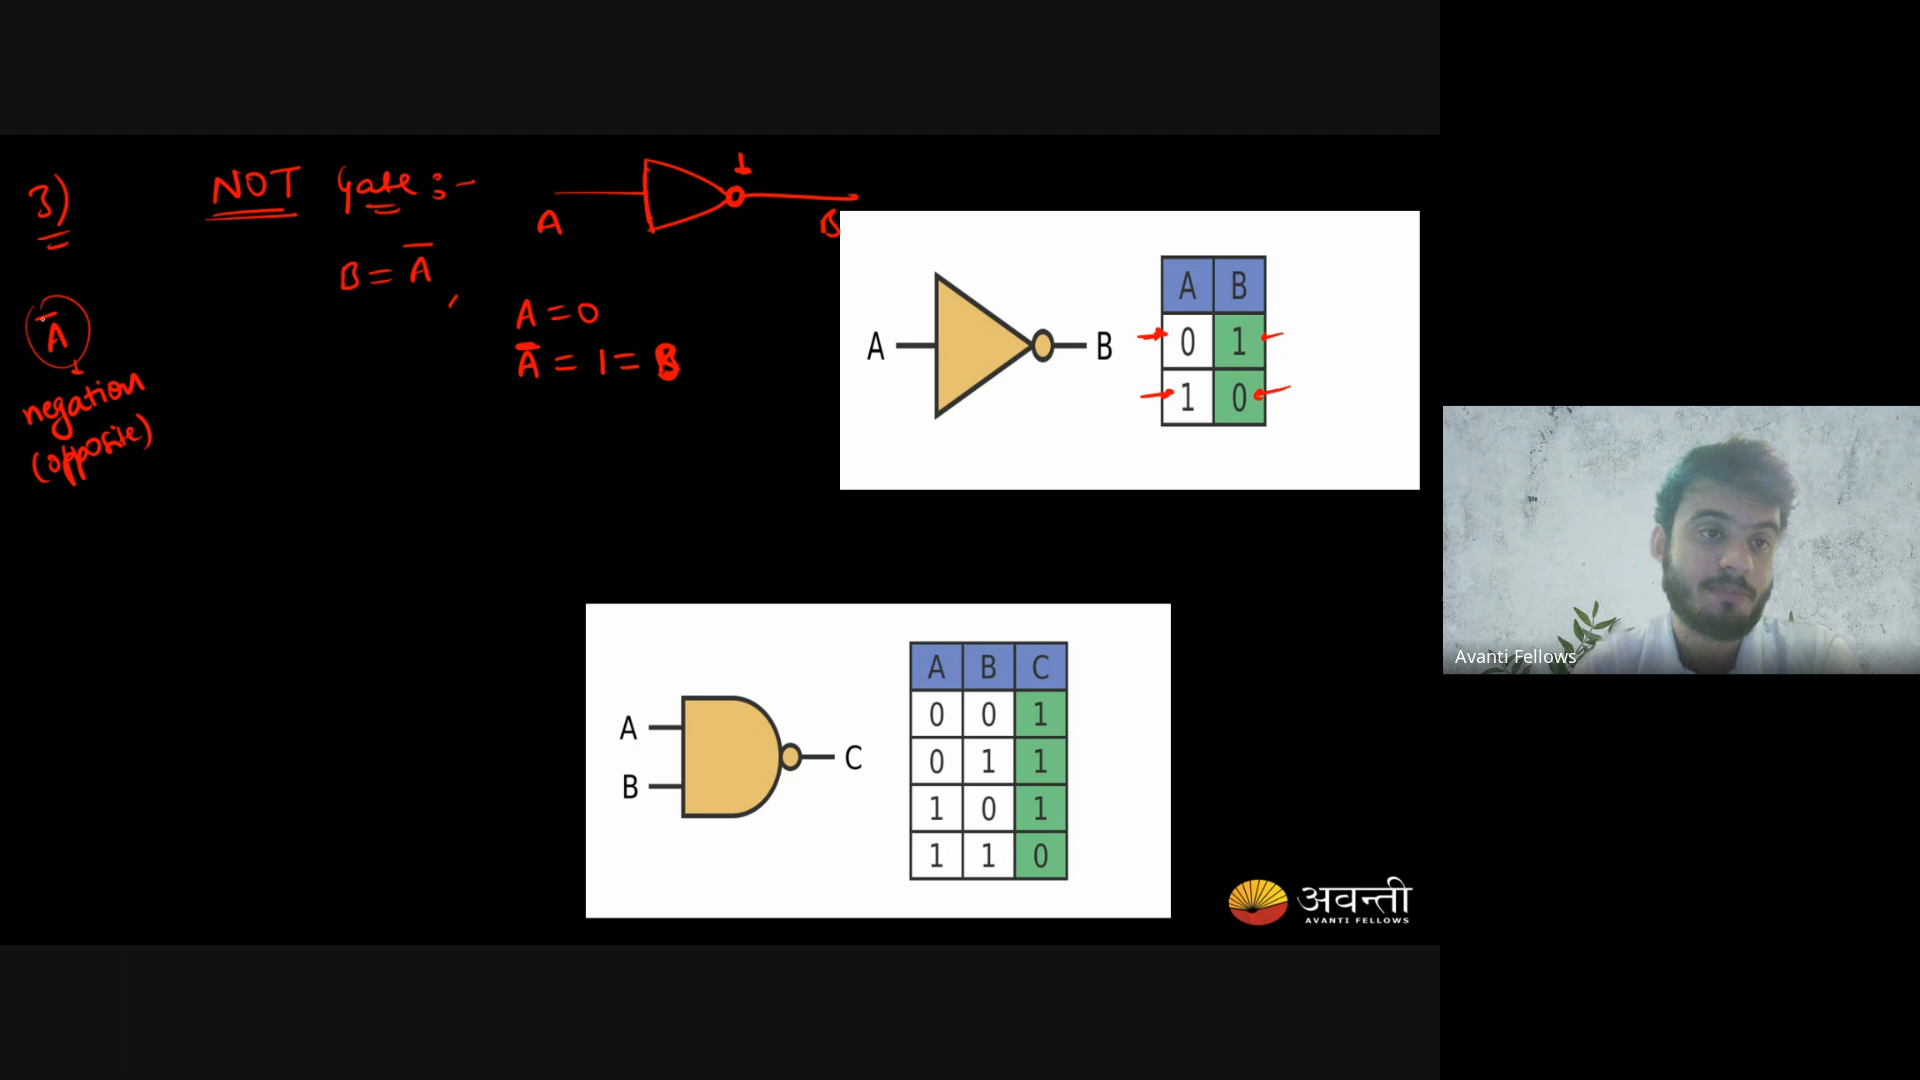 3) NOT Gate :-
A B
B = A̅ ,
A = 0
A̅ = 1 = B
A̅
negation
(opposite)
A B
A B
0 1
1 0
A
B
C
A B C
0 0 1
0 1 1
1 0 1
1 1 0
अवन्ती
AVANTI FELLOWS
Avanti Fellows